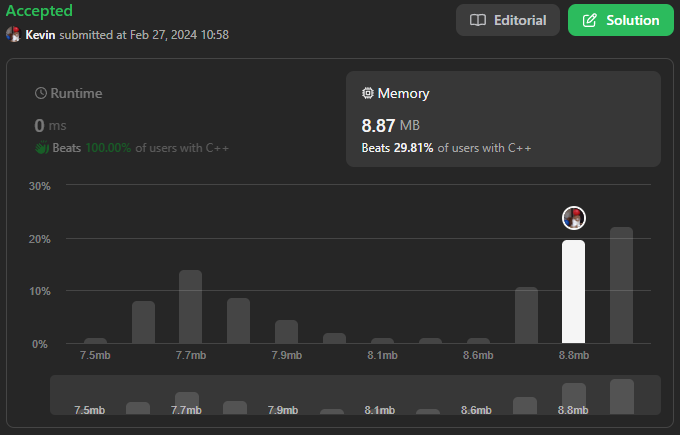 Accepted
Editorial
Solution
Kevin submitted at Feb 27, 2024 10:58
Runtime
0 ms
Beats 100.00% of users with C++
Memory
8.87 MB
Beats 29.81% of users with C++
30%
20%
10%
0%
7.5mb 7.7mb 7.9mb 8.1mb 8.6mb 8.8mb
7.5mb 7.7mb 7.9mb 8.1mb 8.6mb 8.8mb